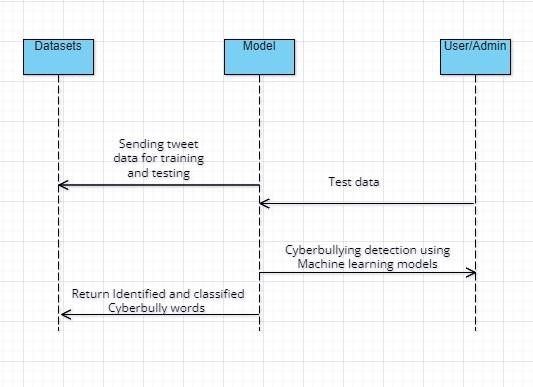 Datasets
Model
User/Admin
Sending tweet
data for training
and testing
Test data
Cyberbullying detection using
Machine learning models
Return Identified and classified
Cyberbully words